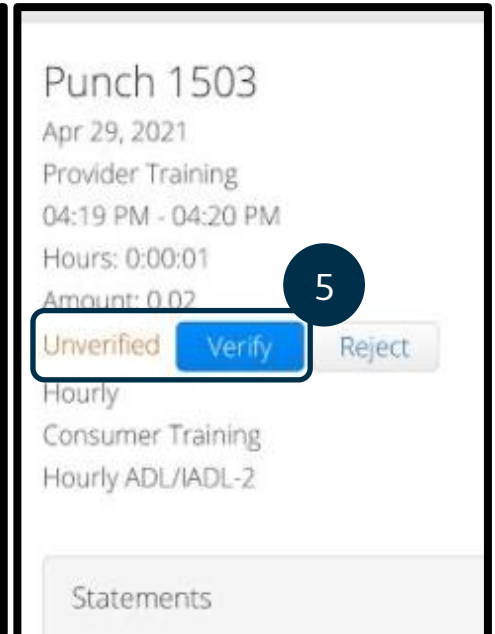 Punch 1503
Apr 29, 2021
Provider Training
04:19 PM - 04:20 PM
Hours: 0:00:01
Amount: 0.02
5
Unverified Verify Reject
Hourly
Consumer Training
Hourly ADL/IADL-2
Statements